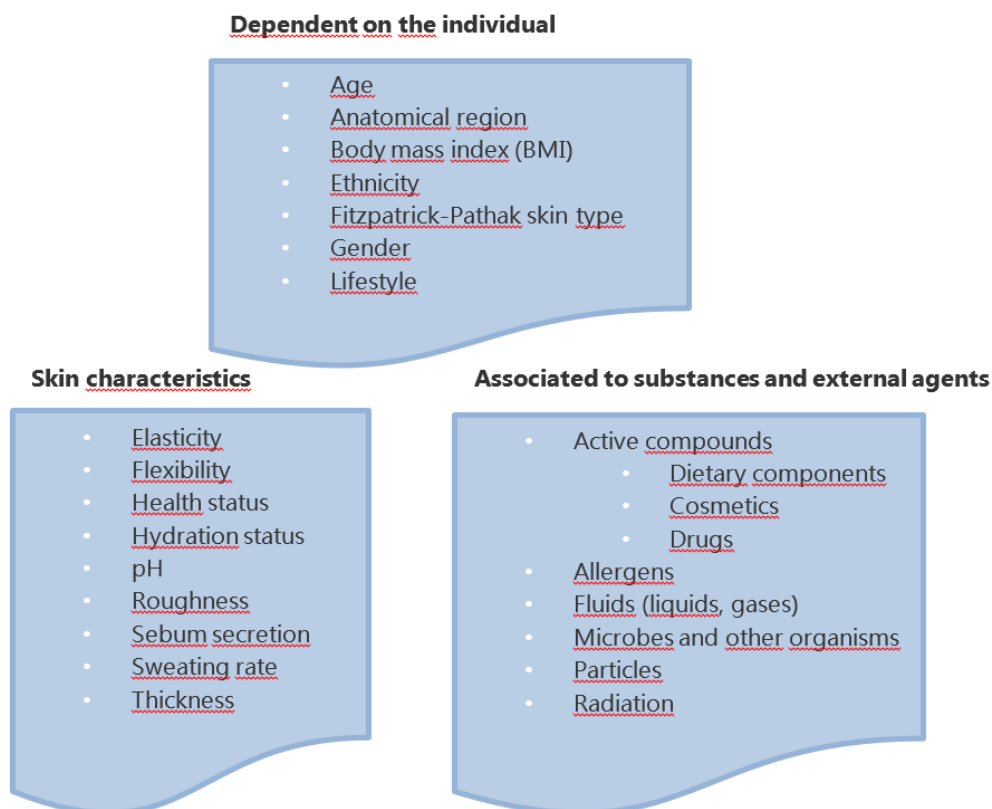 Dependent on the individual
• Age
• Anatomical region
• Body mass index (BMI)
• Ethnicity
• Fitzpatrick-Pathak skin type
• Gender
• Lifestyle
Skin characteristics
• Elasticity
• Flexibility
• Health status
• Hydration status
• pH
• Roughness
• Sebum secretion
• Sweating rate
• Thickness
Associated to substances and external agents
• Active compounds
• Dietary components
• Cosmetics
• Drugs
• Allergens
• Fluids (liquids, gases)
• Microbes and other organisms
• Particles
• Radiation